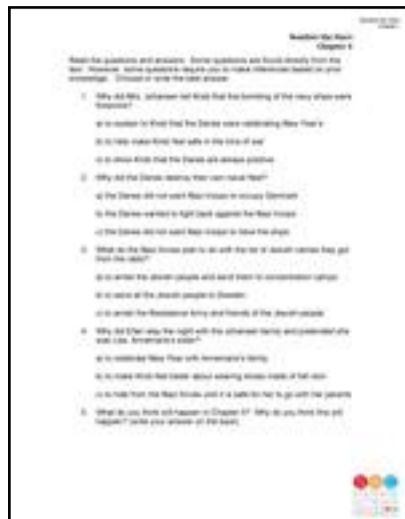 Number the Stars
Chapter 4
Read the questions and answers. Some questions are found directly from the
text. However, some questions require you to make inferences based on your
knowledge. Choose or write the best answer.
1. Why did Mrs. Johansen tell Kirsti that the bombing of the navy ships were
fireworks?
a) to explain to Kirsti that the Danes were celebrating New Year's
b) to help make Kirsti feel safe in the time of war
c) to show Kirsti that the Danes are always positive
2. Why did the Danes destroy their own naval fleet?
a) the Danes did not want Nazi troops to occupy Denmark
b) the Danes wanted to fight back against the Nazi troops
c) the Danes did not want Nazi troops to have the ships
3. What do the Nazi troops plan to do with the list of Jewish names they got
from the rabbi?
a) to arrest the Jewish people and send them to concentration camps
b) to send all the Jewish people to Sweden
c) to arrest the Resistance Army and friends of the Jewish people
4. Why did Ellen stay the night with the Johansen family and pretended she
was Lise, Annemarie's sister?
a) to celebrate New Year with Annemarie's family
b) to make Kirsti feel better about wearing shoes made of fish skin
c) to hide from the Nazi troops until it is safe for her to go with her parents
5. What do you think will happen in Chapter 5? Why do you think this will
happen? (write your answer on the back)